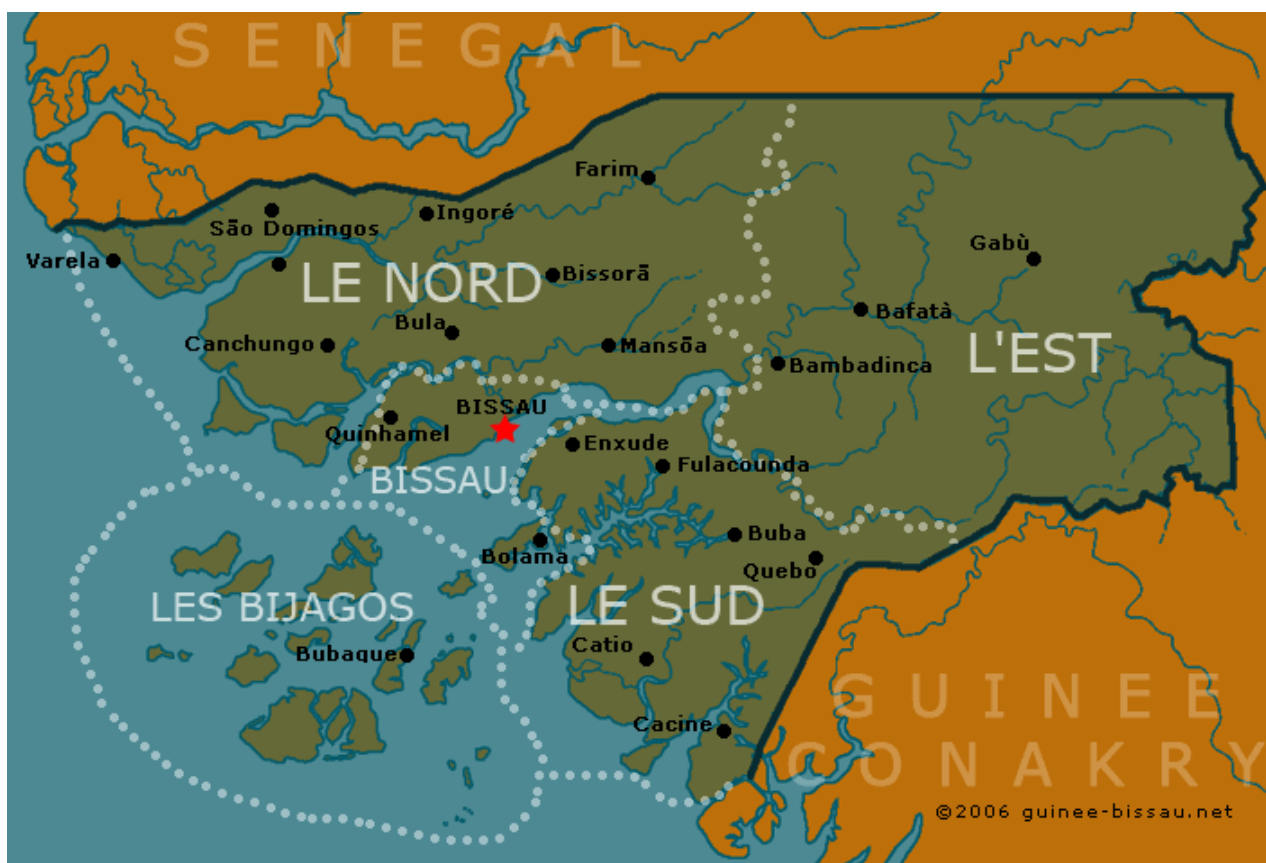 SENEGAL
Farim
São Domingos
Ingoré
Varela
Gabù
LE NORD
Bissorã
Bafatà
Bula
Canchungo
Mansõa
L'EST
Bambadinca
BISSAU
Quinhamel
Enxude
Fulacounda
BISSAU
Buba
Bolama
Quebo
LES BIJAGOS
LE SUD
Catio
Bubaque
GUINEE
CONAKRY
Cacine
©2006 guinee-bissau.net